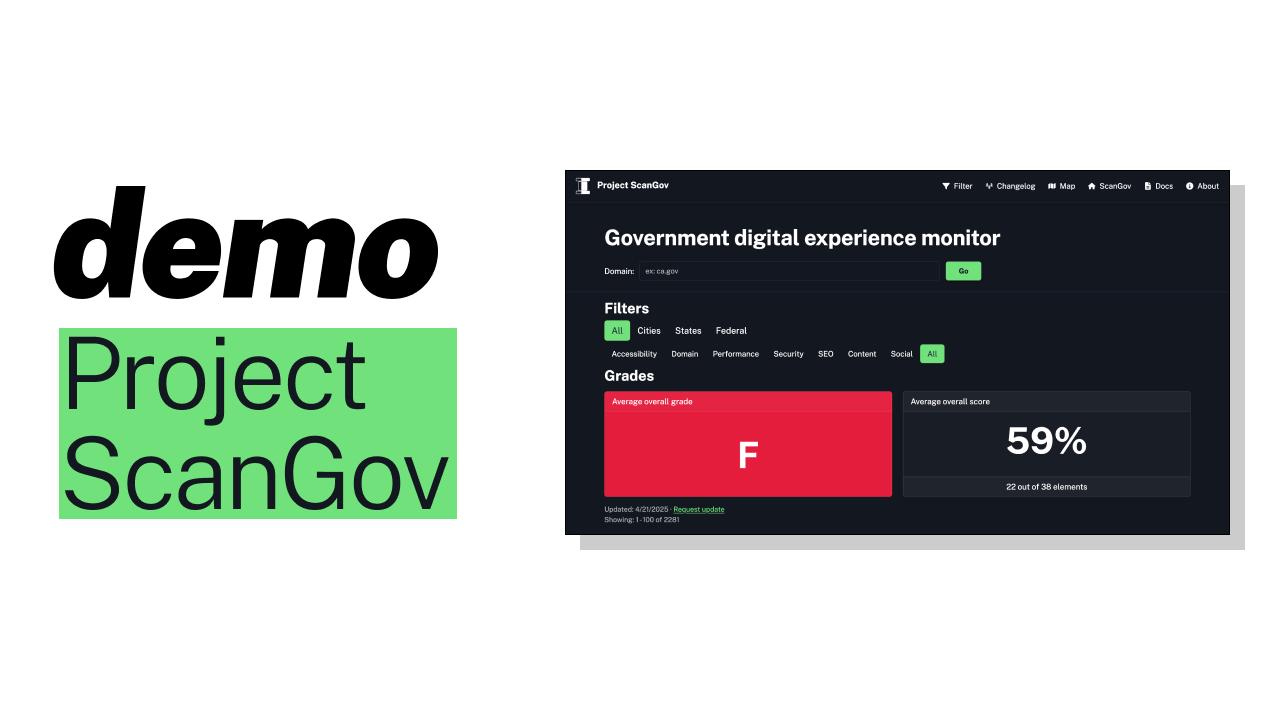 demo
Project
ScanGov
Project ScanGov
Filter Changelog Map ScanGov Docs About
Government digital experience monitor
Domain: ex: ca.gov Go
Filters
All Cities States Federal
Accessibility Domain Performance Security SEO Content Social All
Grades
Average overall grade
F
Average overall score
59%
22 out of 38 elements
Updated: 4/21/2025 · Request update
Showing: 1 - 100 of 2281